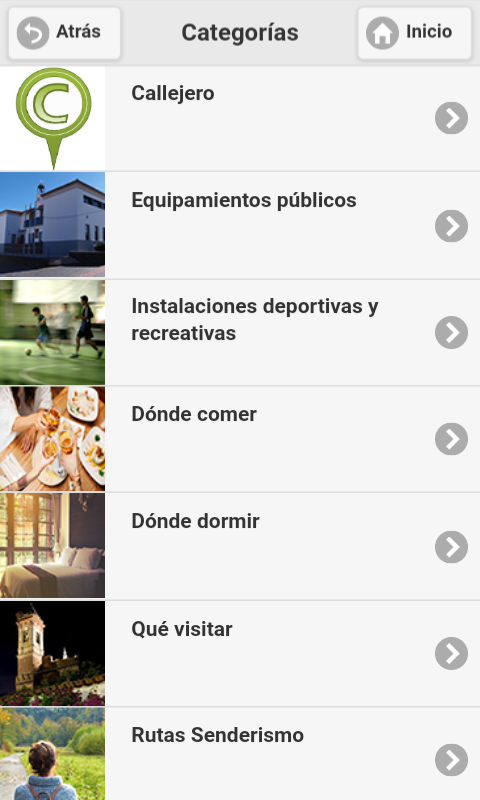 Atrás
Categorías
Inicio
C
Callejero
Equipamientos públicos
Instalaciones deportivas y
recreativas
Dónde comer
Dónde dormir
Qué visitar
Rutas Senderismo